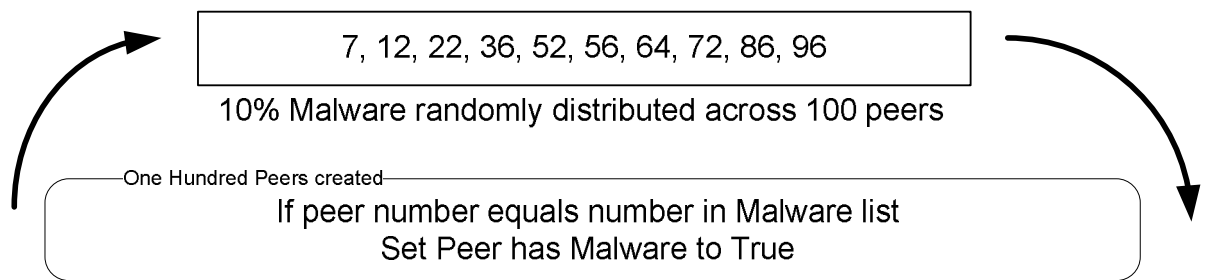 7, 12, 22, 36, 52, 56, 64, 72, 86, 96
10% Malware randomly distributed across 100 peers
One Hundred Peers created
If peer number equals number in Malware list
Set Peer has Malware to True